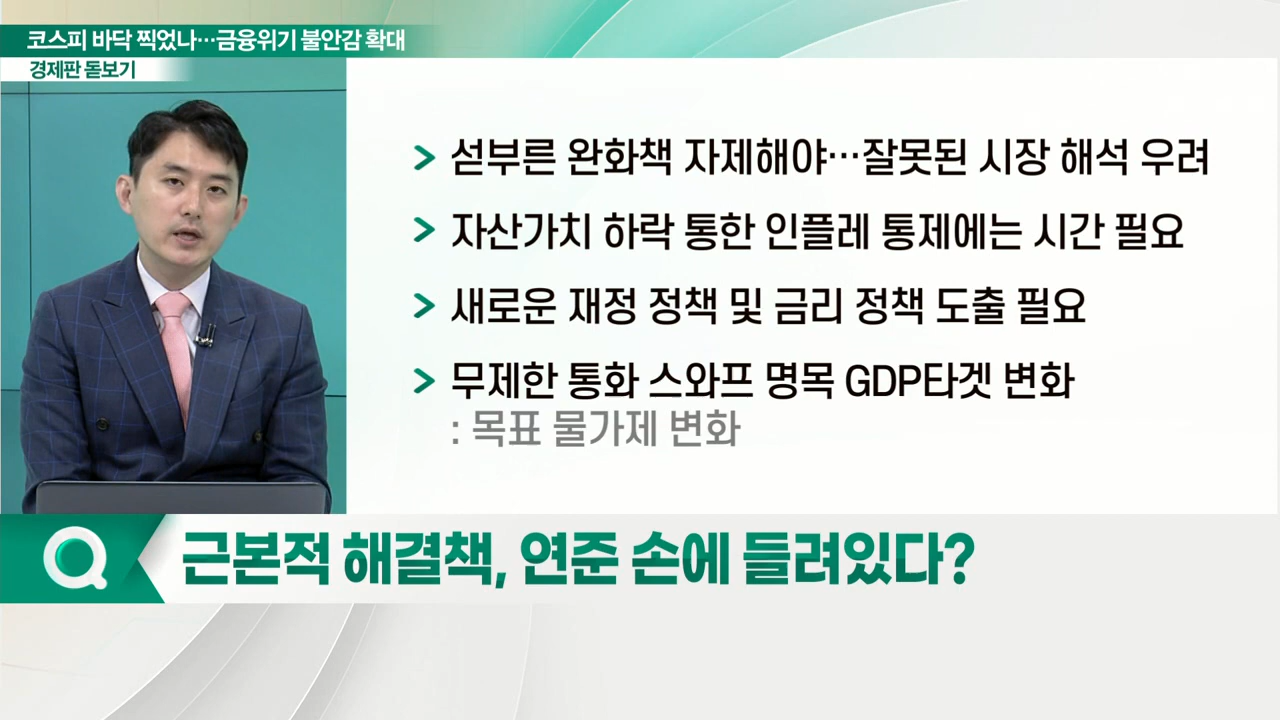 코스피 바닥 찍었나…금융위기 불안감 확대
경제판 돋보기
> 섣부른 완화책 자제해야…잘못된 시장 해석 우려
> 자산가치 하락 통한 인플레 통제에는 시간 필요
> 새로운 재정 정책 및 금리 정책 도출 필요
> 무제한 통화 스와프 명목 GDP타겟 변화
: 목표 물가제 변화
Q 근본적 해결책, 연준 손에 들려있다?